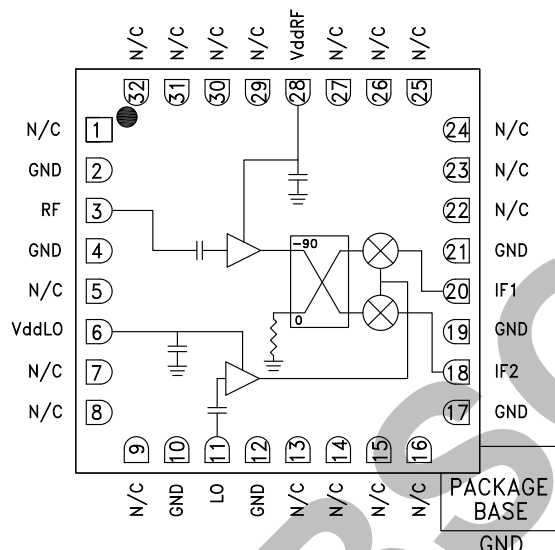 N/C N/C N/C N/C VddRF N/C N/C N/C
32 31 30 29 28 27 26 25
N/C 1
GND 2
RF 3
GND 4
N/C 5
VddLO 6
N/C 7
N/C 8
24 N/C
23 N/C
22 N/C
21 GND
20 IF1
19 GND
18 IF2
17 GND
-90
0
9 10 11 12 13 14 15 16
N/C GND LO GND N/C N/C N/C N/C
PACKAGE
BASE
GND